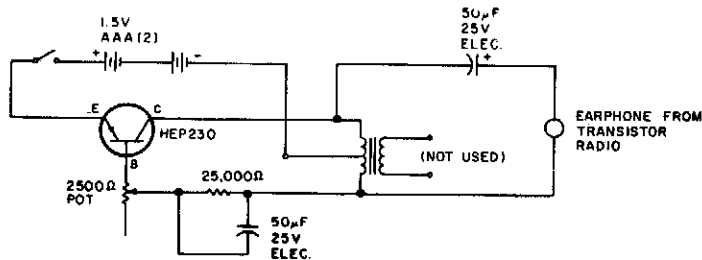 1.5V
AAA(2)
+
-
50µF
25V
ELEC.
+
E
C
HEP230
B
EARPHONE FROM
TRANSISTOR
RADIO
(NOT USED)
2500Ω
POT
25,000Ω
50µF
25V
ELEC.